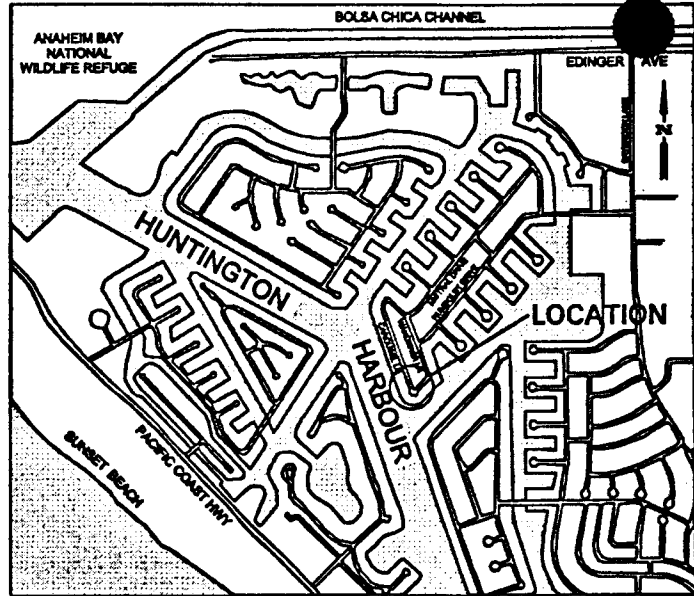 BOLSA CHICA CHANNEL
ANAHEIM BAY
NATIONAL
WILDLIFE REFUGE
EDINGER AVE
N
HUNTINGTON
HARBOUR
LOCATION
PACIFIC COAST HWY
SUNSET BEACH